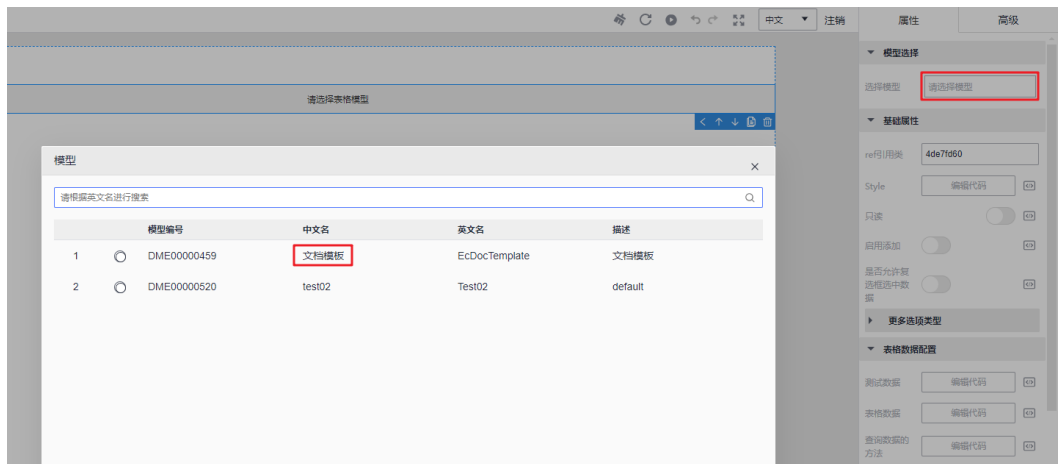 中文 ▼ 注销 属性 高级
模型选择
选择模型 请选择模型
请选择表格模型
基础属性
模型
re引用类 4de7fd60
请根据英文名进行搜索
Style 编辑代码
只读
模型编号 中文名 英文名 描述
1 DME00000459 文档模板 EcDocTemplate 文档模板
启用添加
2 DME00000520 test02 Test02 default
是否允许复
选框选中数
据
更多选项类型
表格数据配置
测试数据 编辑代码
表格数据 编辑代码
查询数据的
方法 编辑代码